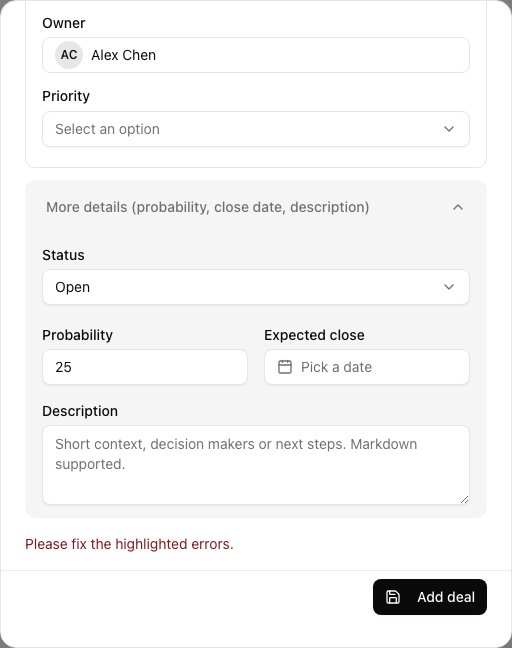 Owner
AC Alex Chen
Priority
Select an option
More details (probability, close date, description)
Status
Open
Probability
Expected close
25
Pick a date
Description
Short context, decision makers or next steps. Markdown
supported.
Please fix the highlighted errors.
Add deal